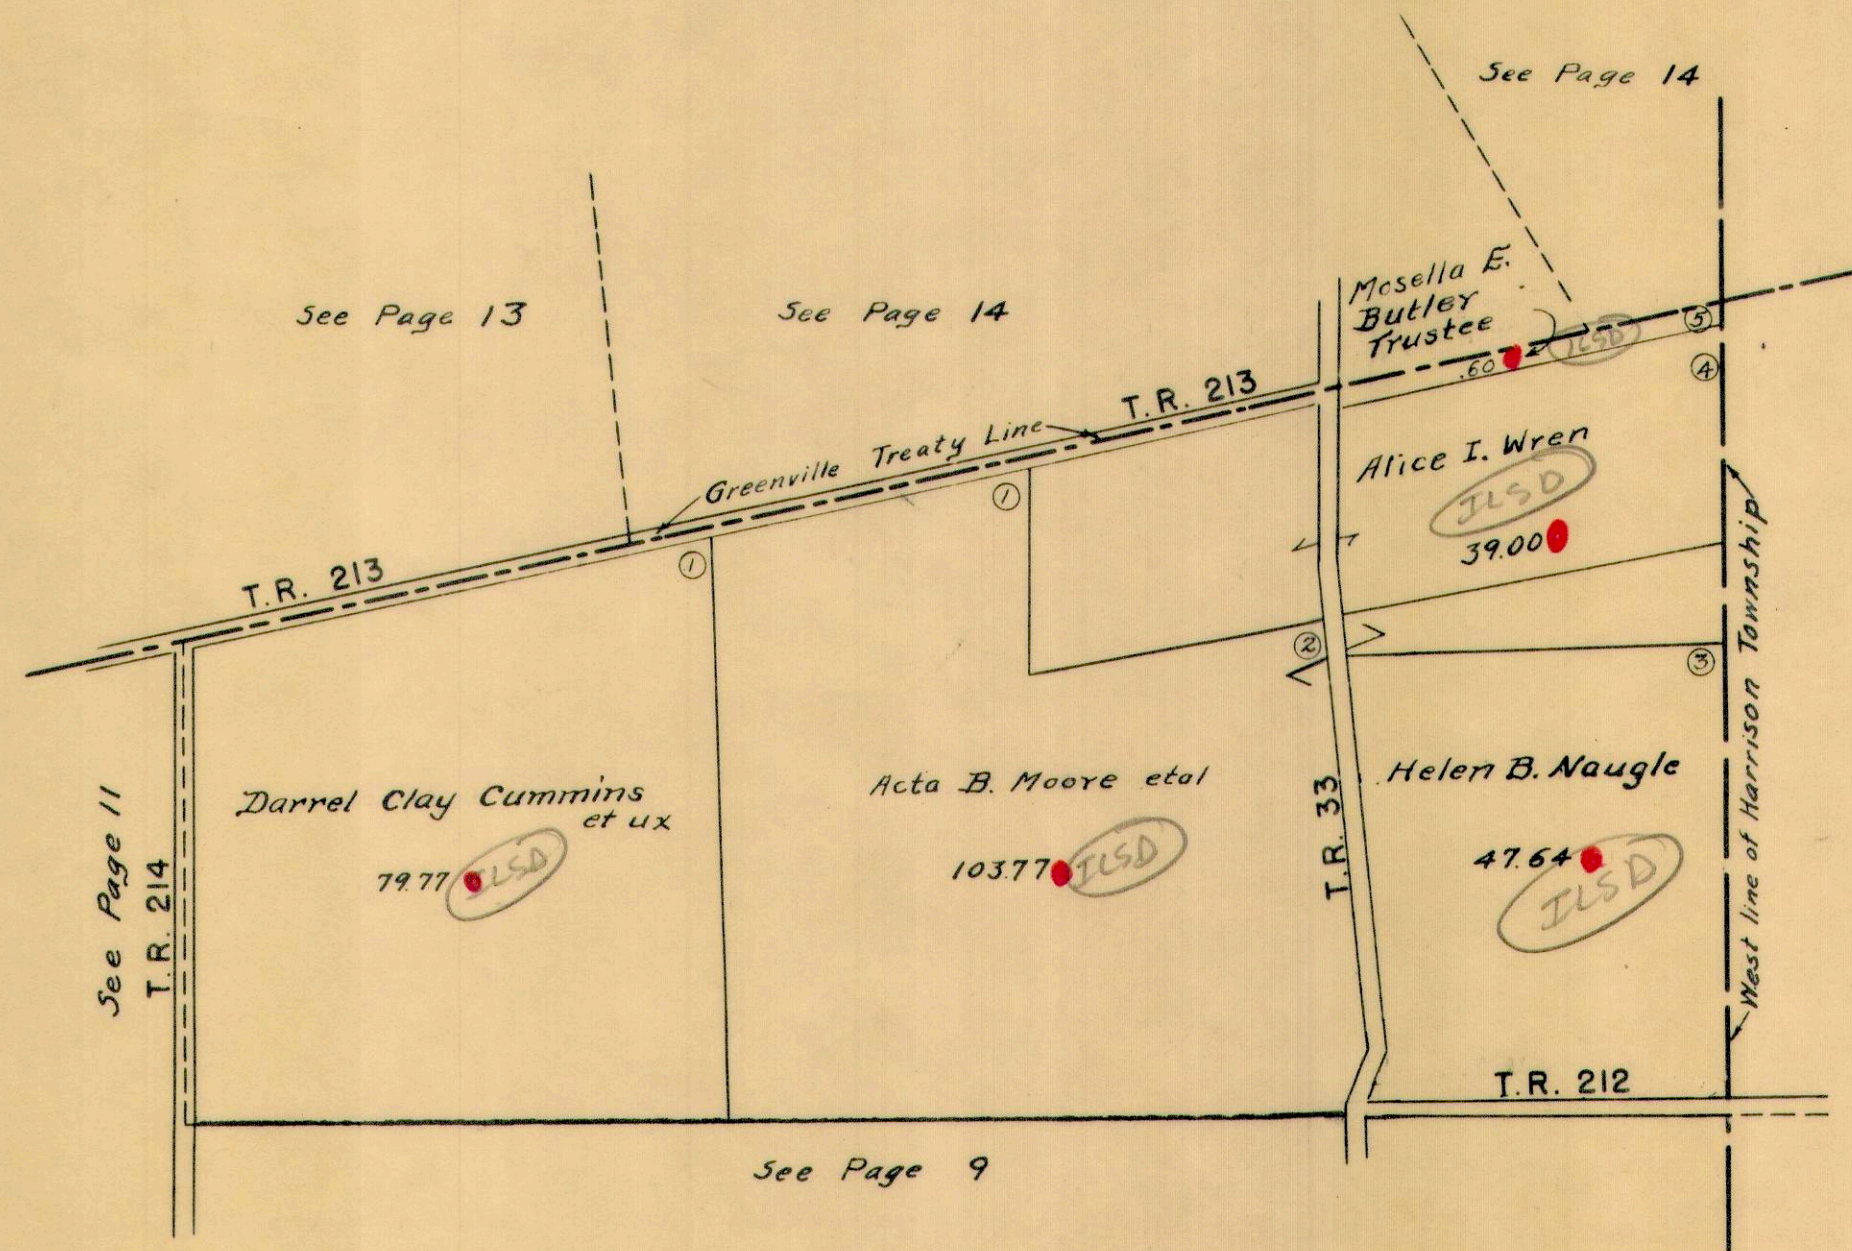 See Page 14
See Page 13
See Page 14
Mosella E.
Butler
Trustee
.60
ILSD
5
4
T.R. 213
Greenville Treaty Line
T.R. 213
1
1
Alice I. Wren
ILSD
39.00
2
3
West line of Harrison Township
See Page 11
T.R. 214
Darrel Clay Cummins
et ux
79.77
ILSD
Acta B. Moore etal
103.77
ILSD
T.R. 33
Helen B. Naugle
47.64
ILSD
T.R. 212
See Page 9